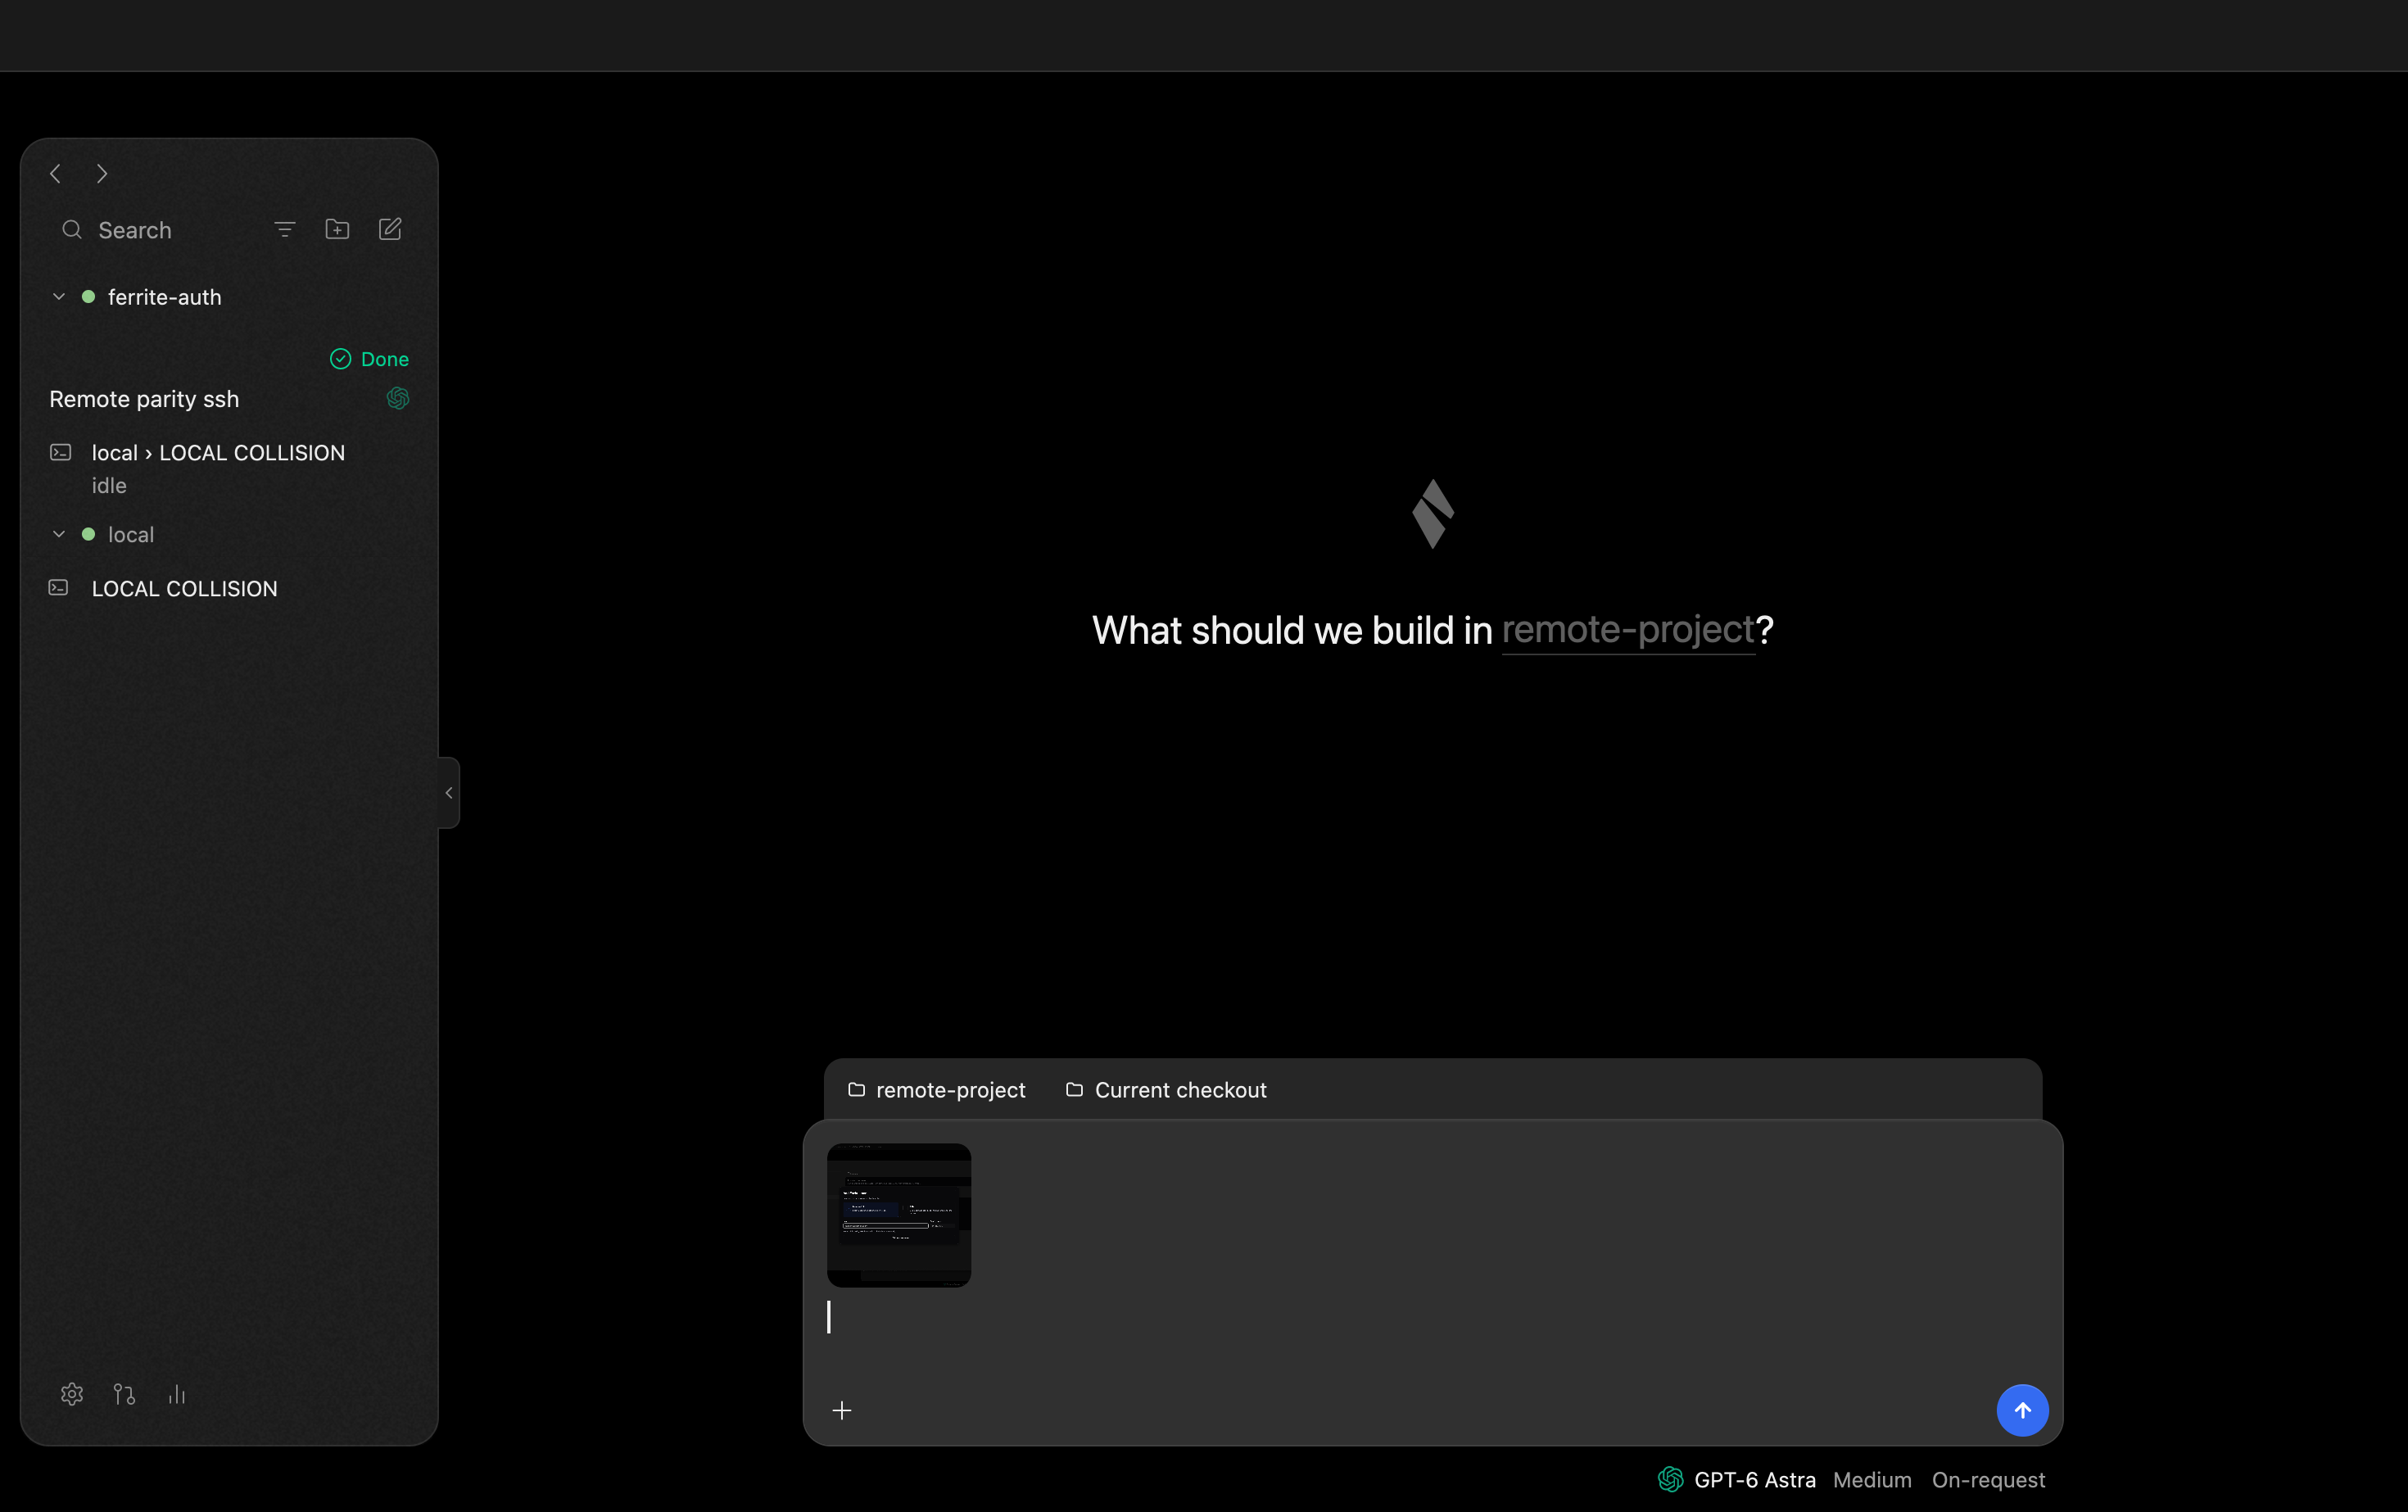 Search
ferrite-auth
Done
Remote parity ssh
local › LOCAL COLLISION
idle
local
LOCAL COLLISION
What should we build in remote-project?
remote-project Current checkout
GPT-6 Astra Medium On-request